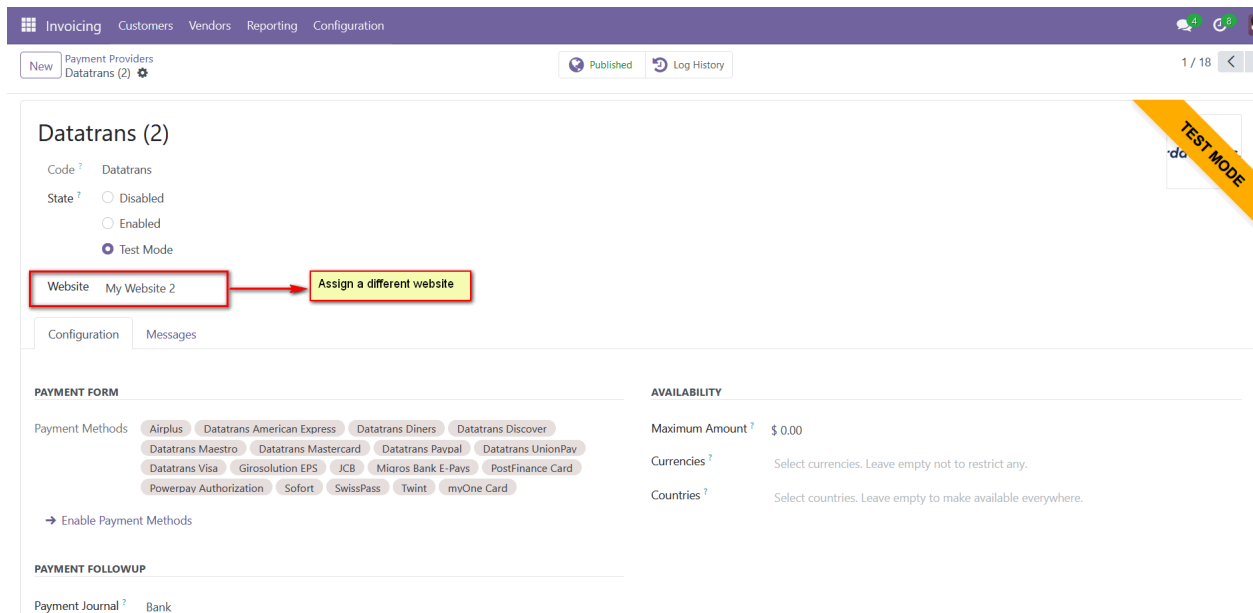 Invoicing Customers Vendors Reporting Configuration 4 8
New Payment Providers
Datatrans (2)
Published Log History 1 / 18
Datatrans (2)
TEST MODE
Code ? Datatrans
State ? Disabled
Enabled
Test Mode
Website My Website 2
Assign a different website
Configuration Messages
PAYMENT FORM
Payment Methods Airplus Datatrans American Express Datatrans Diners Datatrans Discover
Datatrans Maestro Datatrans Mastercard Datatrans Paypal Datatrans UnionPay
Datatrans Visa Girosolution EPS JCB Migros Bank E-Pays PostFinance Card
Powerpay Authorization Sofort SwissPass Twint myOne Card
Enable Payment Methods
AVAILABILITY
Maximum Amount ? $ 0.00
Currencies ? Select currencies. Leave empty not to restrict any.
Countries ? Select countries. Leave empty to make available everywhere.
PAYMENT FOLLOWUP
Payment Journal ? Bank